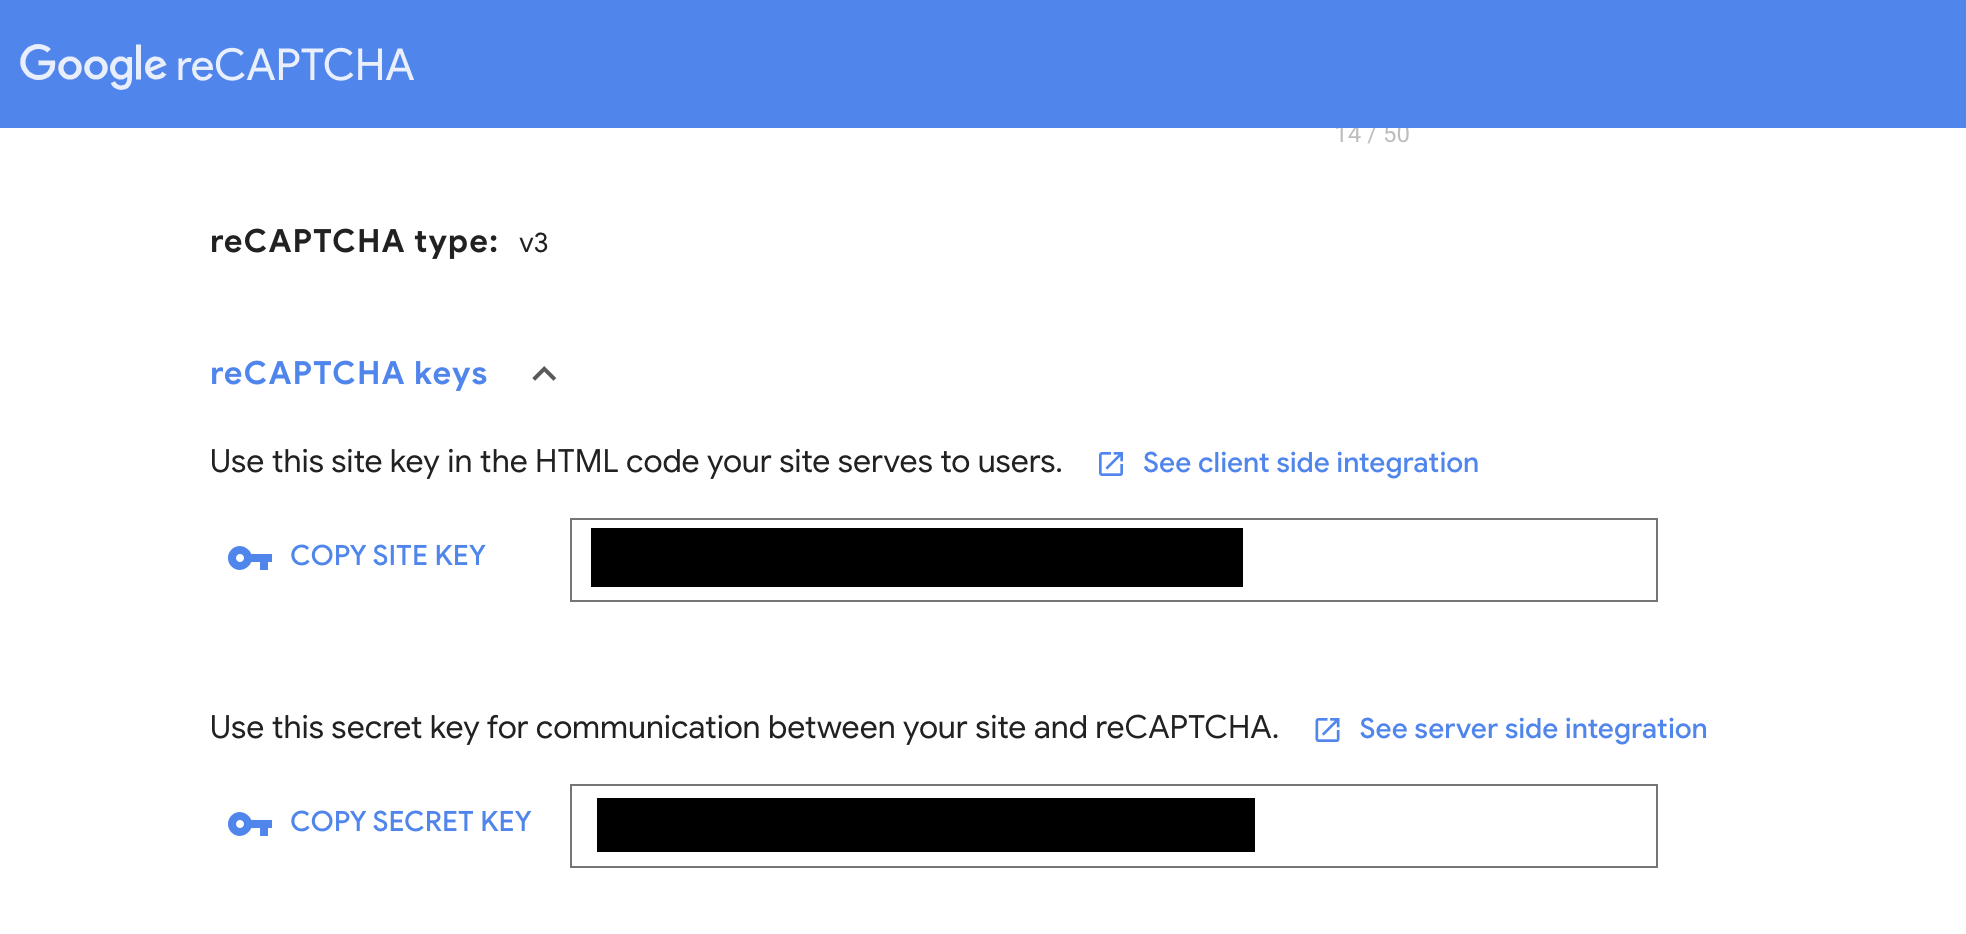 Google reCAPTCHA
14 / 50
reCAPTCHA type: v3
reCAPTCHA keys
Use this site key in the HTML code your site serves to users. See client side integration
COPY SITE KEY
Use this secret key for communication between your site and reCAPTCHA. See server side integration
COPY SECRET KEY